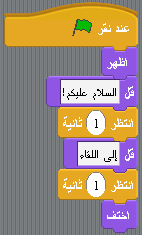 عند نقر
اظهر
قل السلام عليكم!
انتظر 1 ثانية
قل إلى اللقاء
انتظر 1 ثانية
اختف